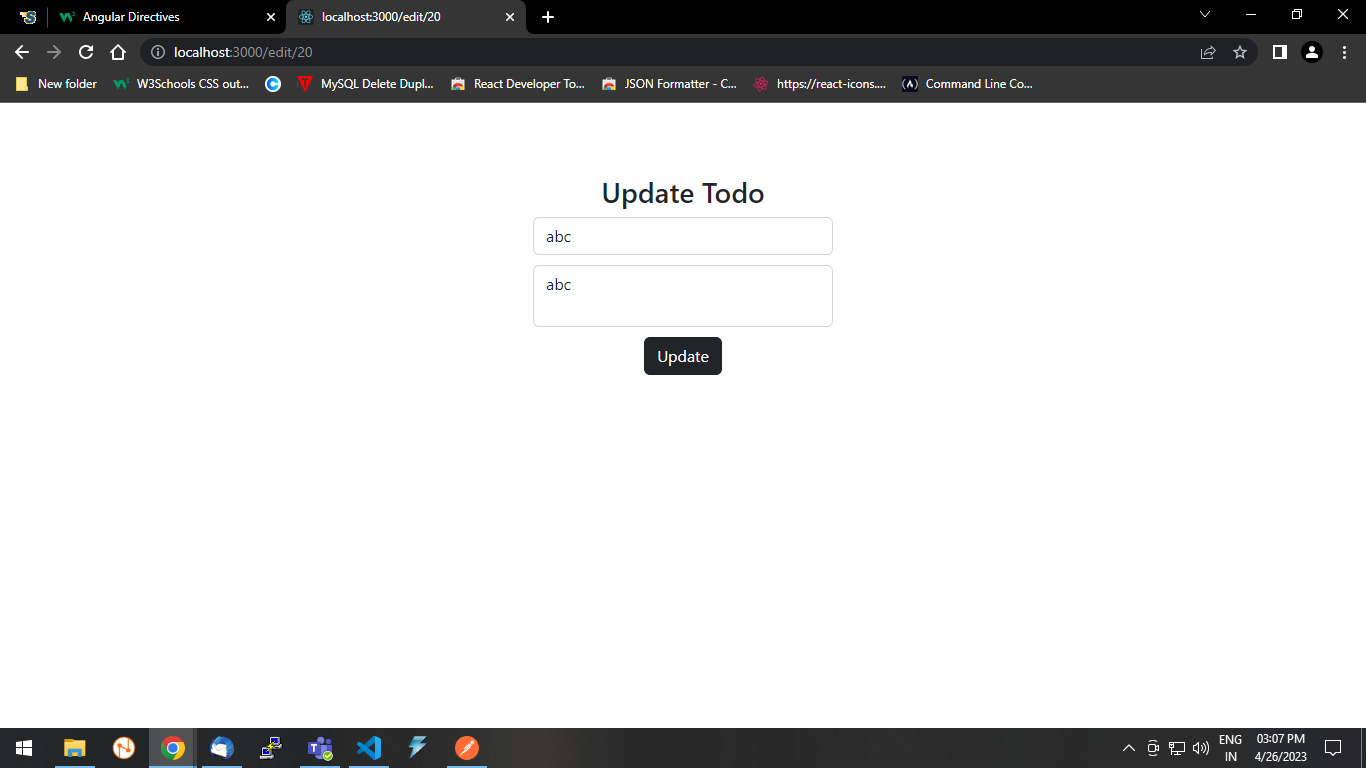 Angular Directives
localhost:3000/edit/20
localhost:3000/edit/20
New folder
W3Schools CSS out...
MySQL Delete Dupl...
React Developer To...
JSON Formatter - C...
https://react-icons....
Command Line Co...
Update Todo
abc
abc
Update
ENG
IN
03:07 PM
4/26/2023